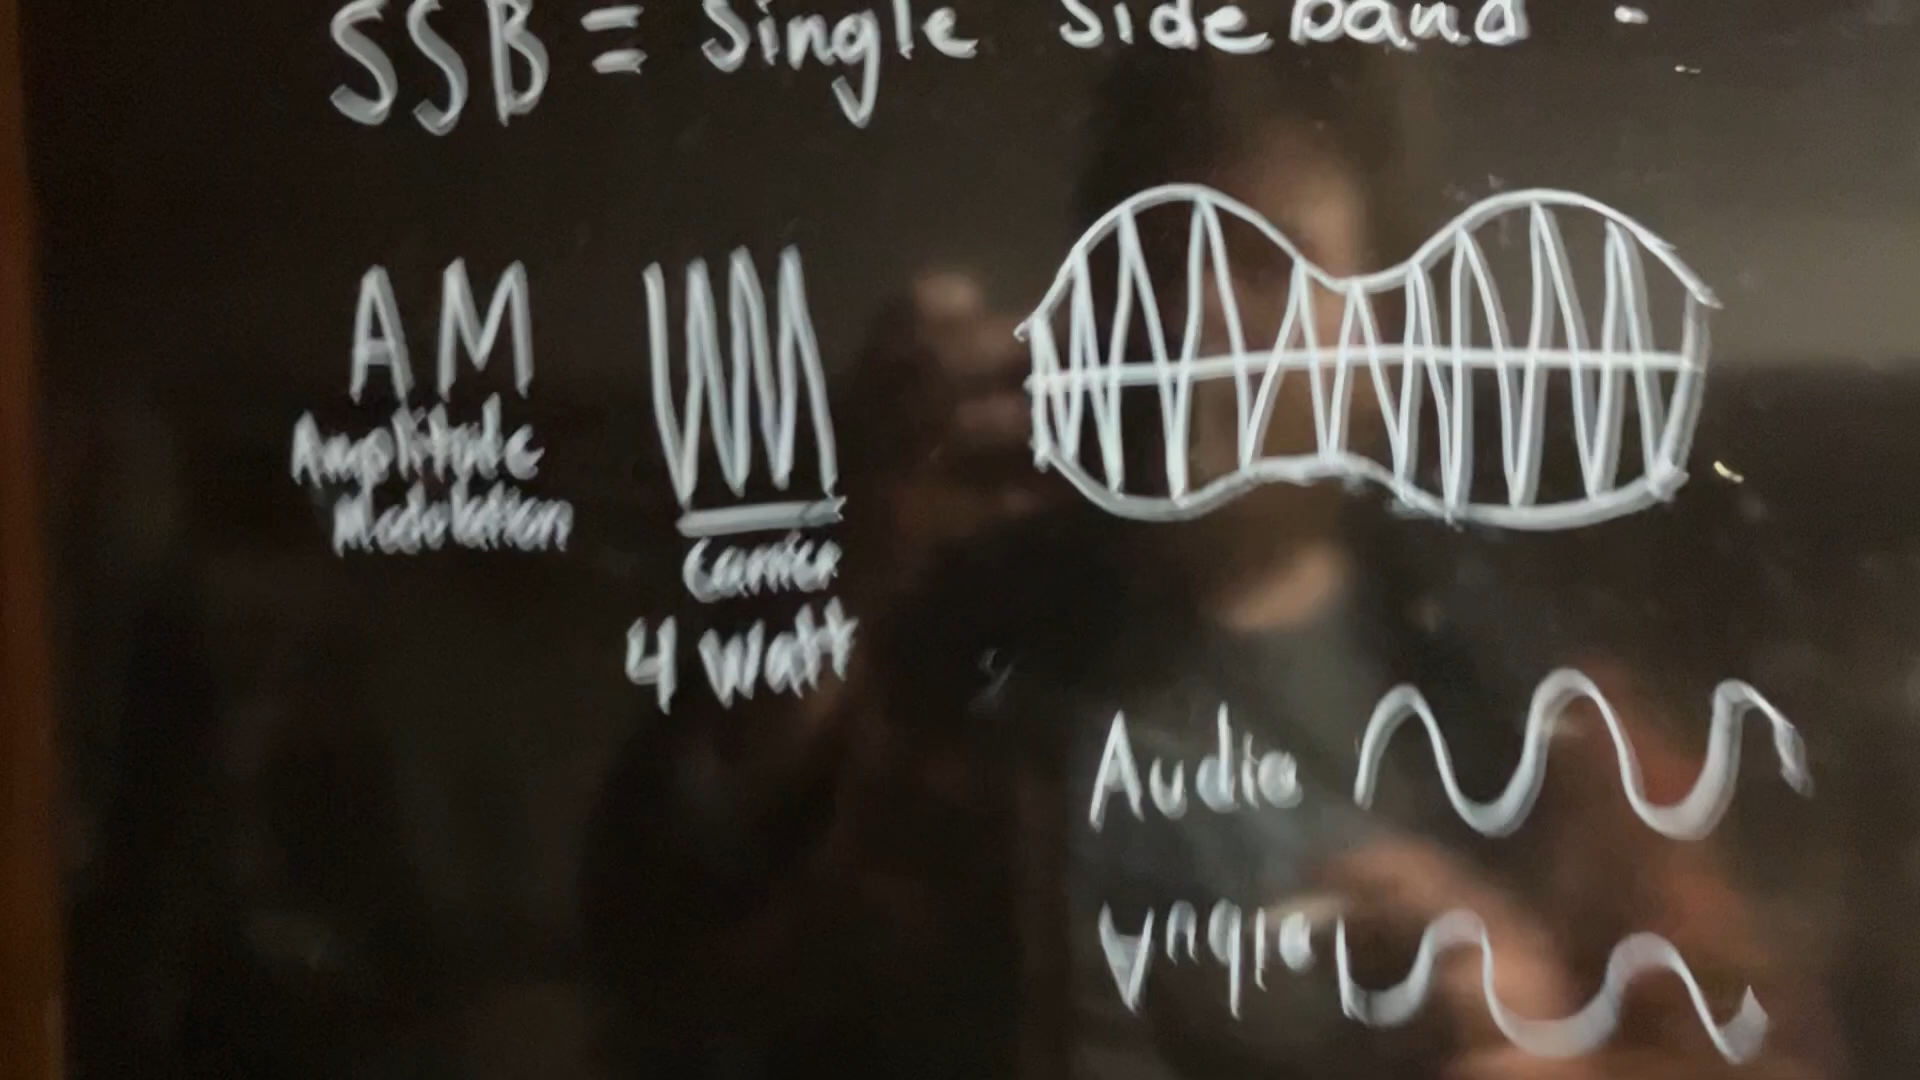 SSB = Single Sideband -
AM
Amplitude
Modulation
Carrier
4 Watt
Audio